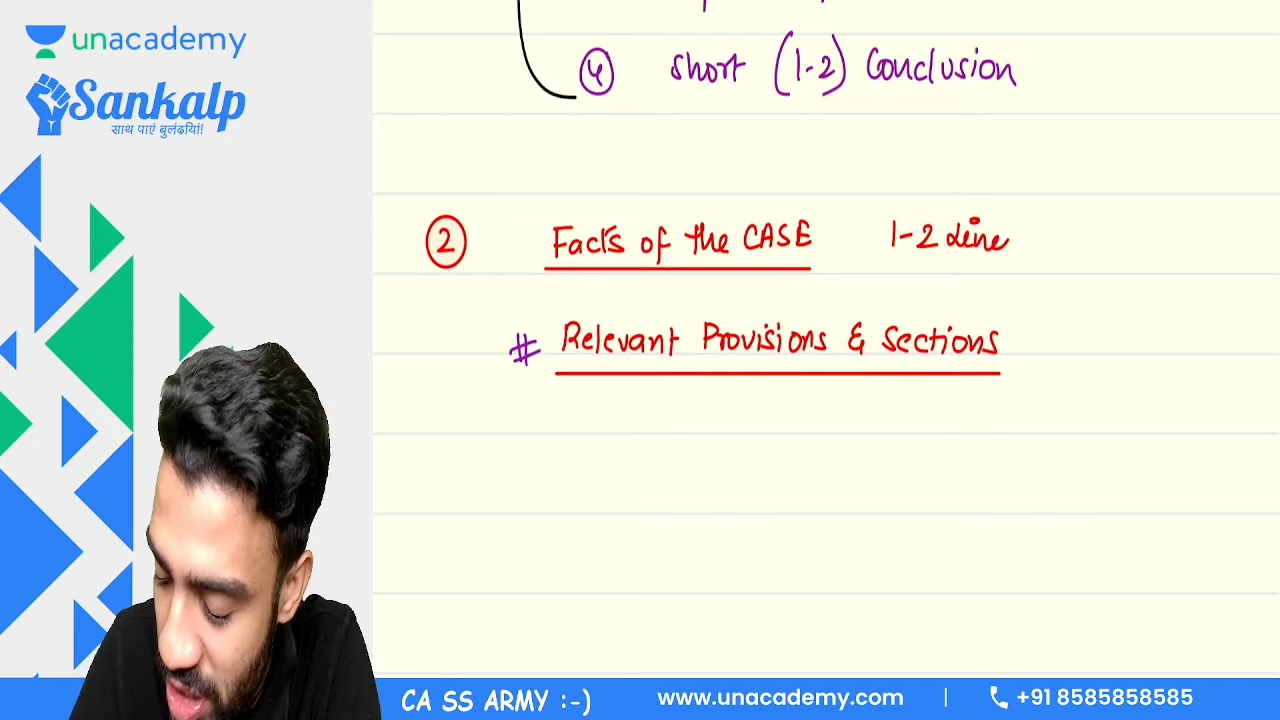 unacademy
Sankalp
साथ पाएं बुलंदियां!
4 short (1-2) Conclusion
2 Facts of the CASE 1-2 line
# Relevant Provisions & Sections
CA SS ARMY :-) www.unacademy.com | +91 8585858585